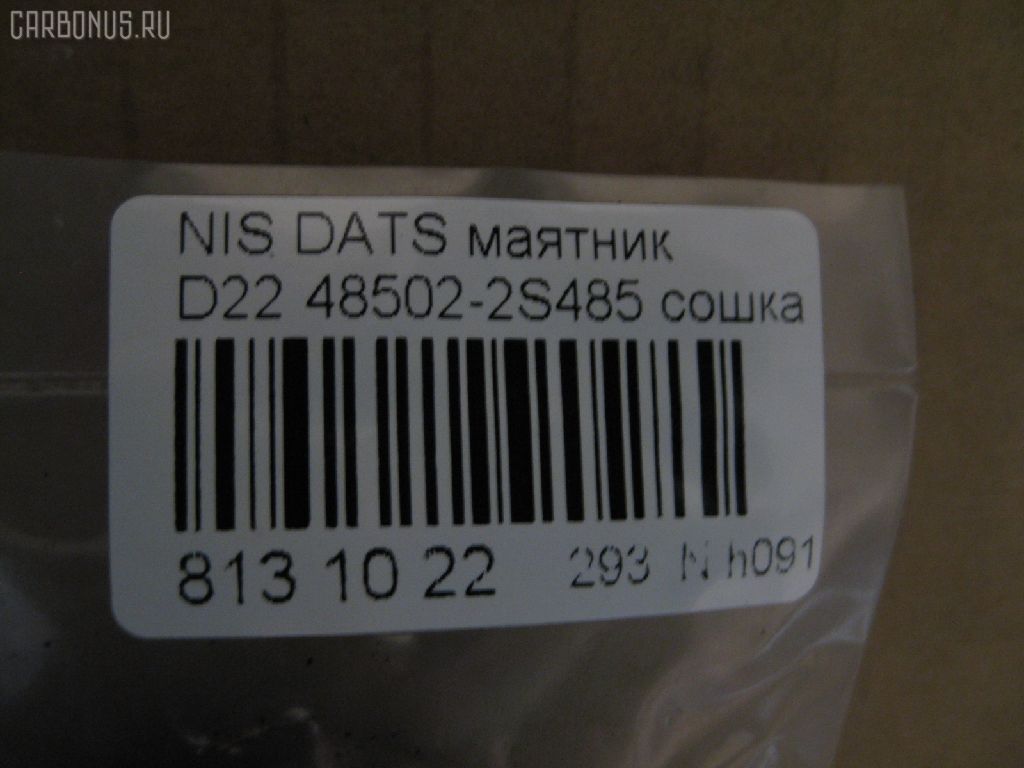 CARBONUS.RU
NIS DATS маятник
D22 48502-2S485 сошка
813 10 22 293 N h091